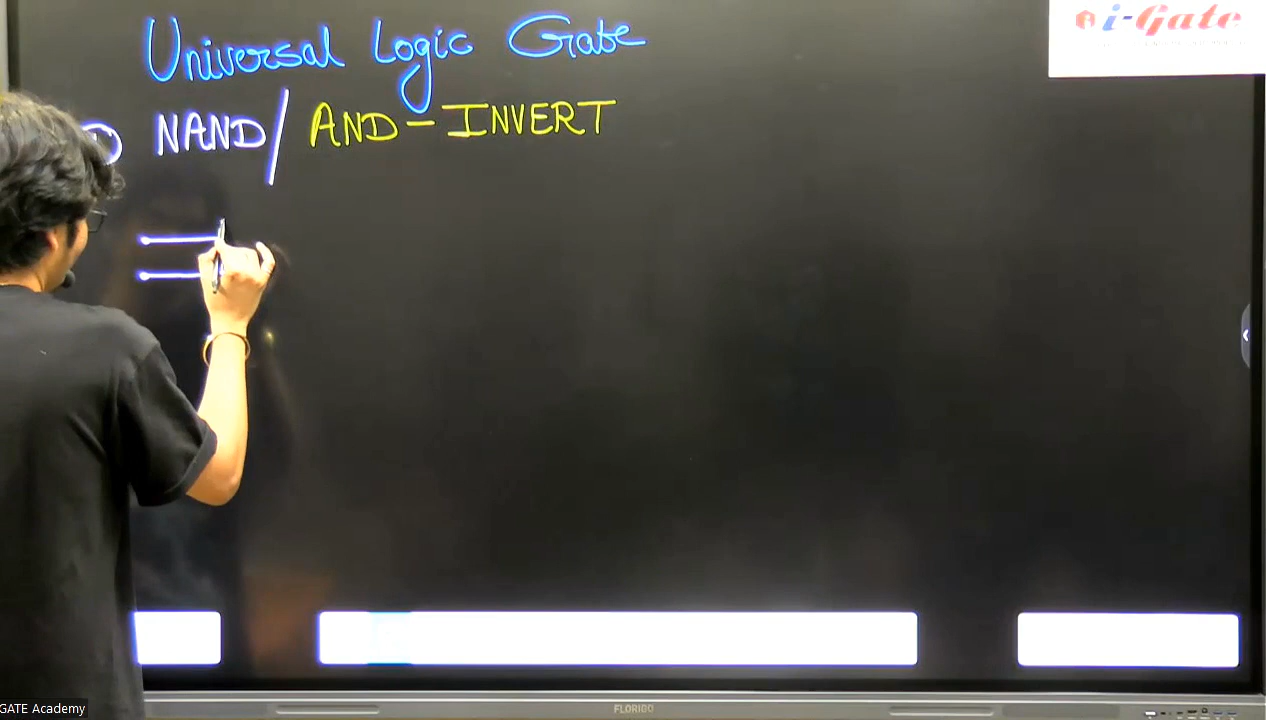 i-Gate
Universal Logic Gate
NAND/ AND-INVERT
GATE Academy
FLORIDO